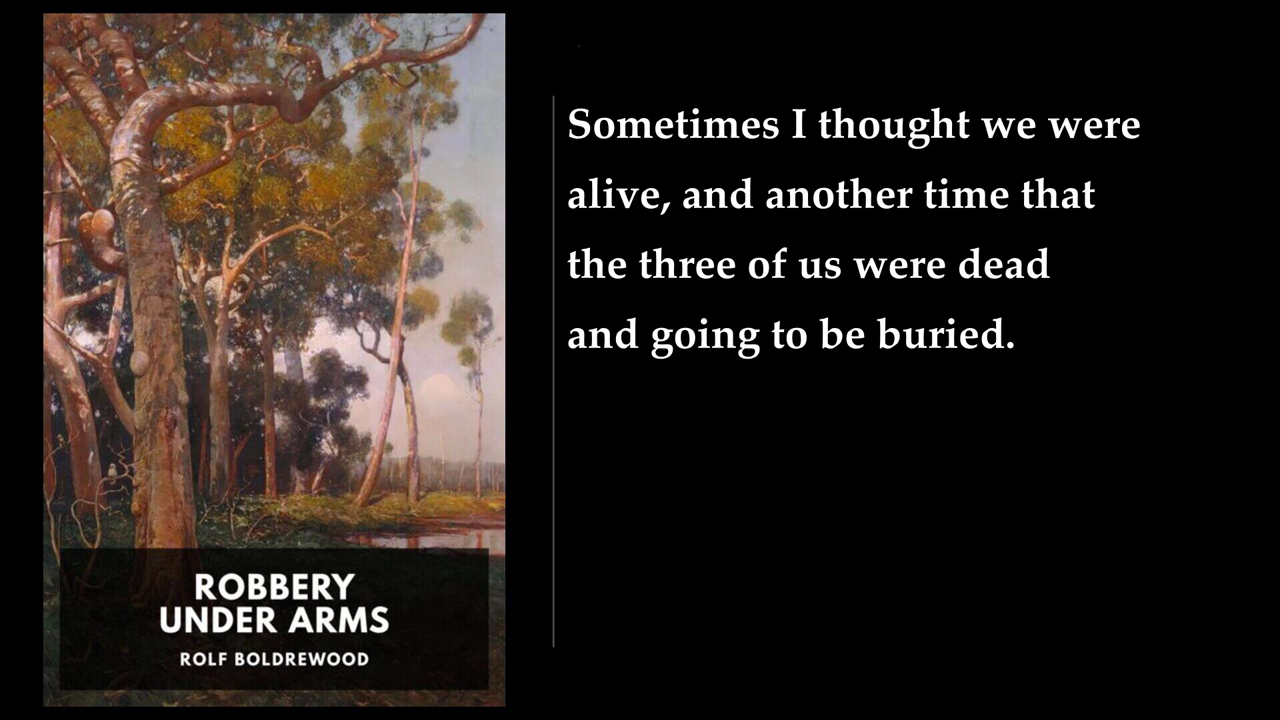 Sometimes I thought we were
alive, and another time that
the three of us were dead
and going to be buried.
ROBBERY
UNDER ARMS
ROLF BOLDREWOOD